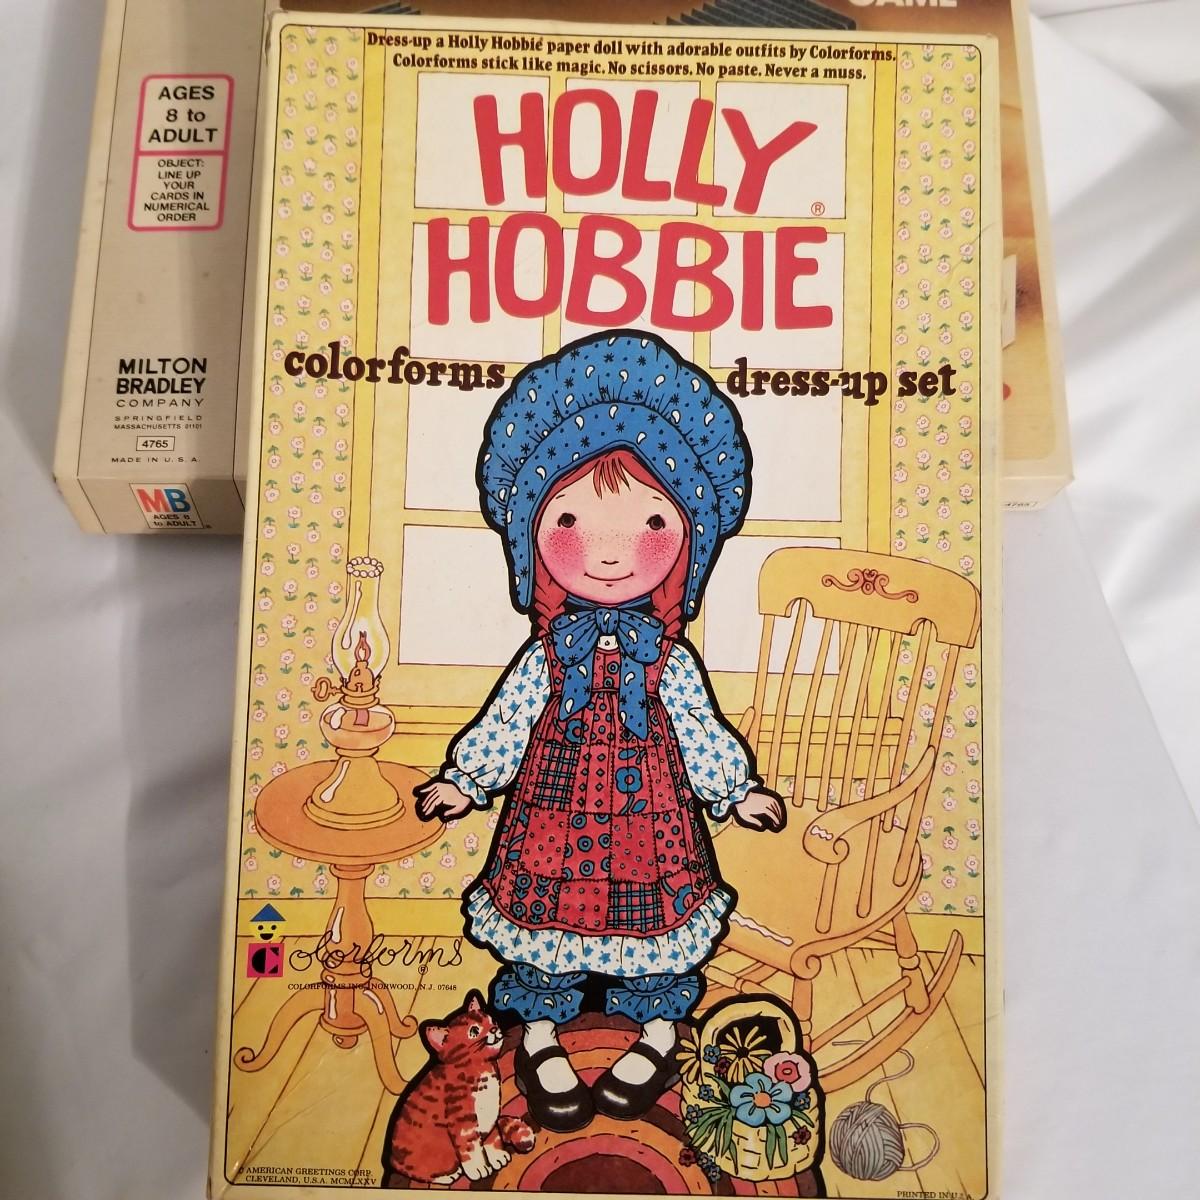 GAME
AGES
8 to
ADULT
OBJECT:
LINE UP
YOUR
CARDS IN
NUMERICAL
ORDER
MILTON
BRADLEY
COMPANY
SPRINGFIELD
MASSACHUSETTS 01101
4765
MADE IN U.S.A.
MB
AGES 8
to ADULT
Dress-up a Holly Hobbie paper doll with adorable outfits by Colorforms.
Colorforms stick like magic. No scissors. No paste. Never a muss.
HOLLY
HOBBIE®
colorforms dress-up set
Colorforms®
COLORFORMS INC., NORWOOD, N.J. 07648
© AMERICAN GREETINGS CORP.
CLEVELAND, U.S.A. MCMLXXV
PRINTED IN U.S.A.